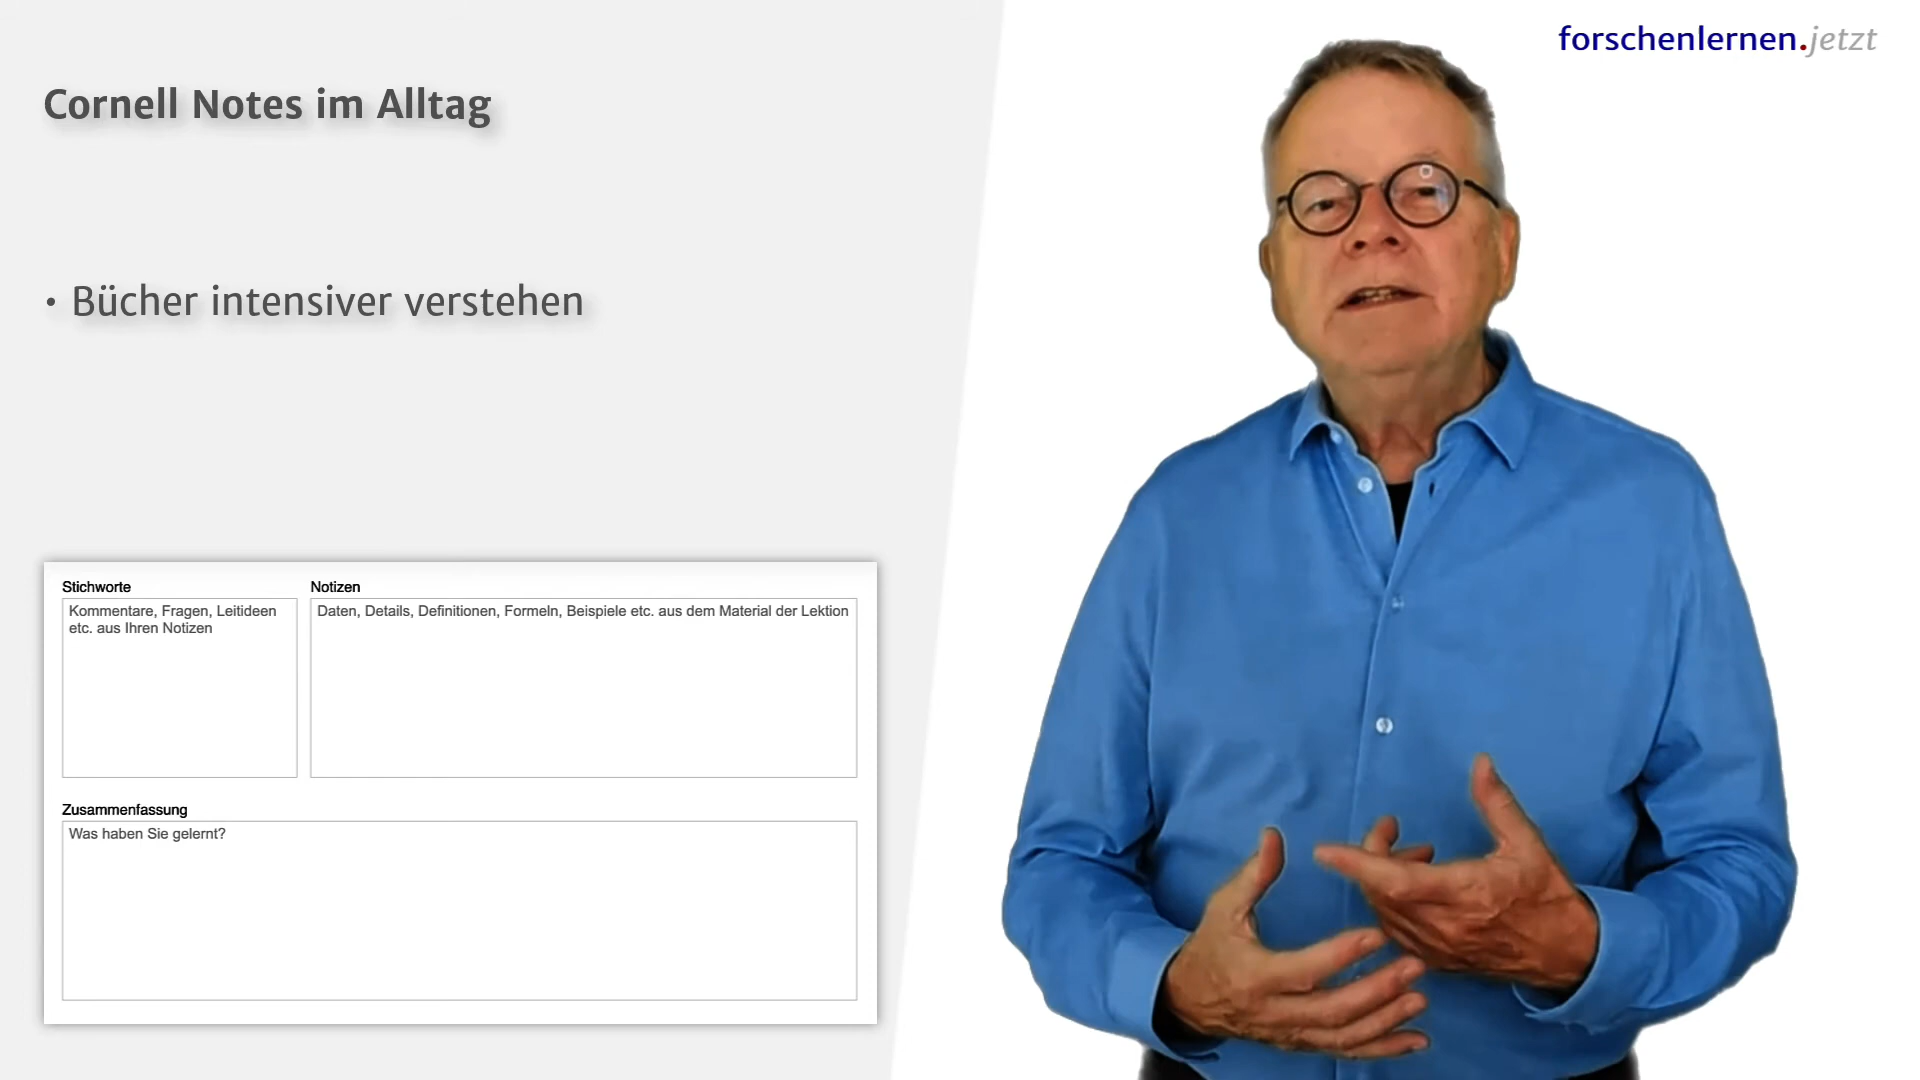 forschenlernen.jetzt
Cornell Notes im Alltag
• Bücher intensiver verstehen
Stichworte
Kommentare, Fragen, Leitideen
etc. aus Ihren Notizen
Notizen
Daten, Details, Definitionen, Formeln, Beispiele etc. aus dem Material der Lektion
Zusammenfassung
Was haben Sie gelernt?